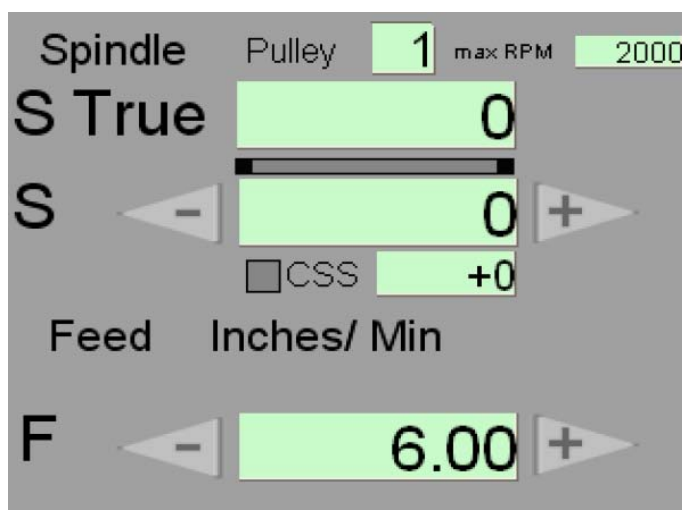 Spindle Pulley 1 max RPM 2000
S True 0
S - 0 +
CSS +0
Feed Inches/ Min
F - 6.00 +